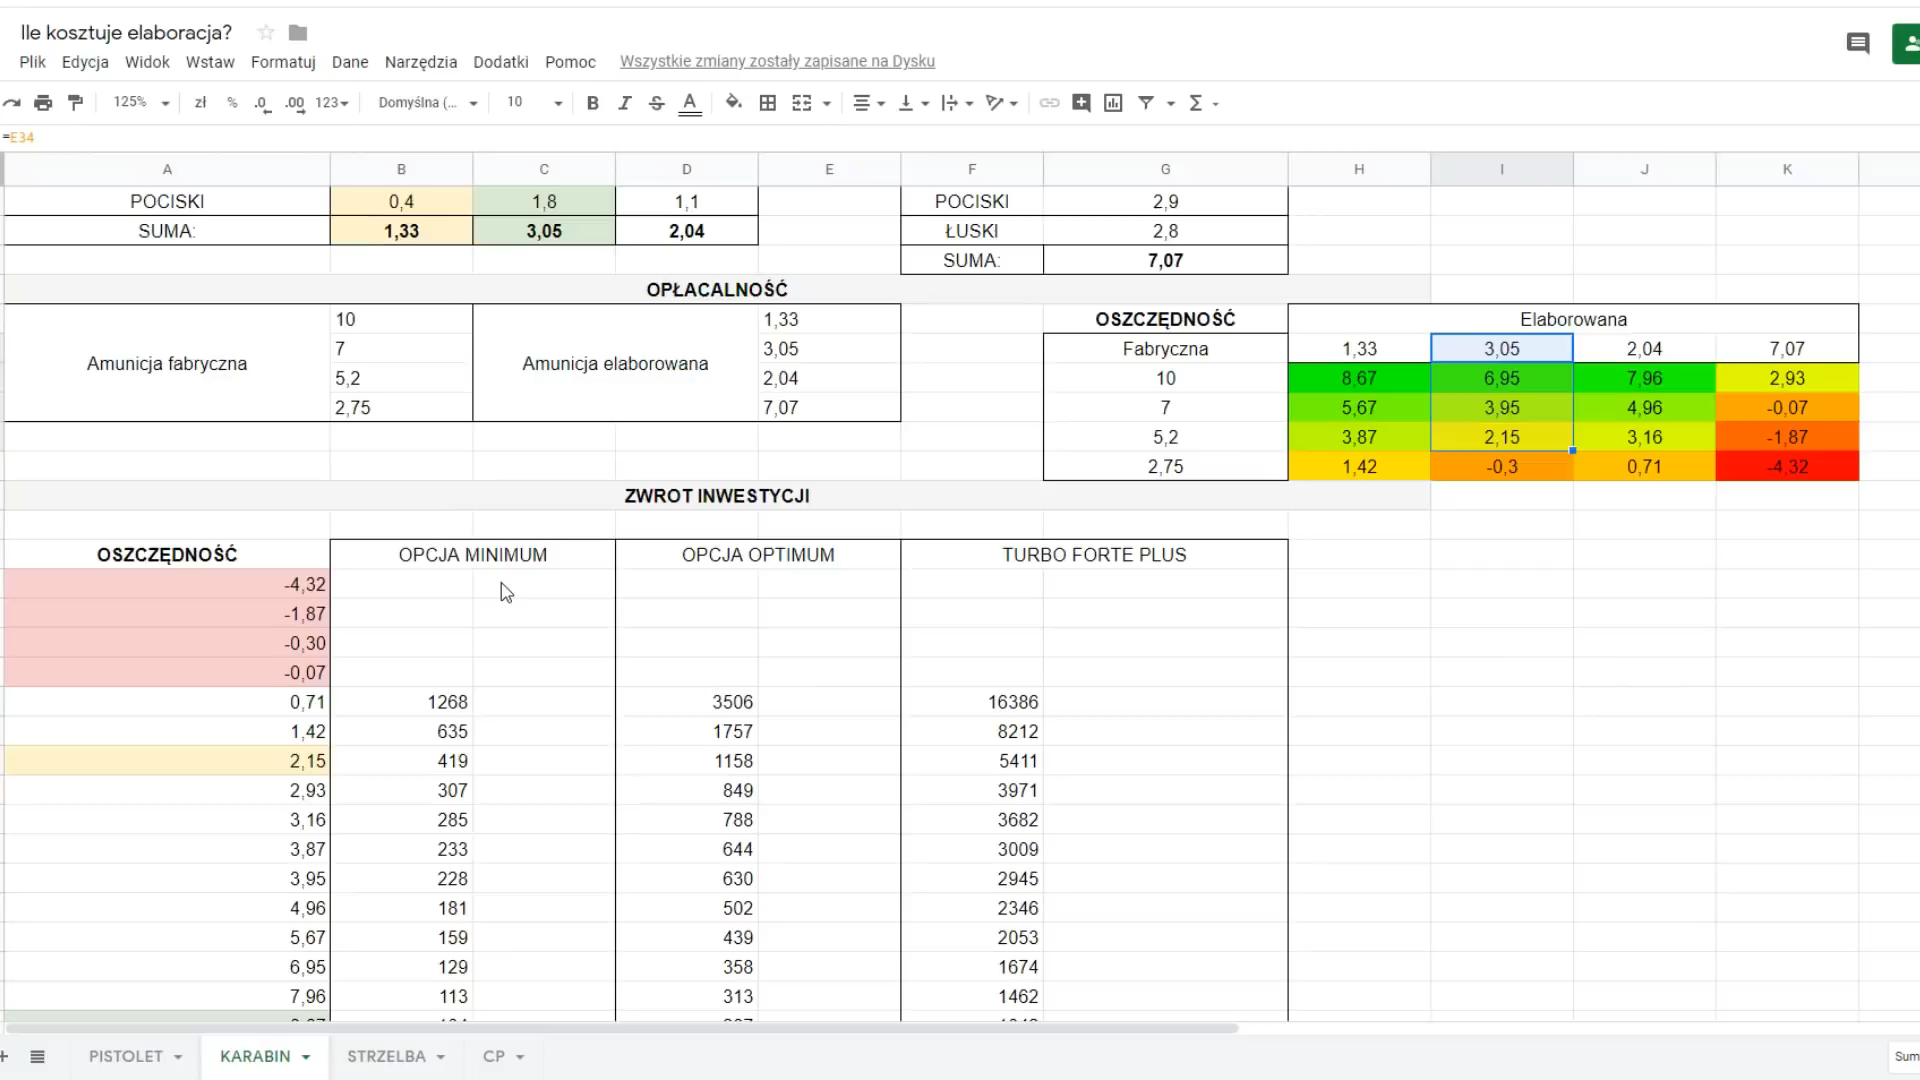 Ile kosztuje elaboracja?
Plik Edycja Widok Wstaw Formatuj Dane Narzędzia Dodatki Pomoc Wszystkie zmiany zostały zapisane na Dysku
125% zł % .0 .00 123 Domyślna (... 10 B I S A Σ
=E34
A B C D E F G H I J K
POCISKI 0,4 1,8 1,1 POCISKI 2,9
SUMA: 1,33 3,05 2,04 ŁUSKI 2,8
SUMA: 7,07
OPŁACALNOŚĆ
10 1,33 OSZCZĘDNOŚĆ Elaborowana
7 3,05 Fabryczna 1,33 3,05 2,04 7,07
Amunicja fabryczna Amunicja elaborowana
5,2 2,04 10 8,67 6,95 7,96 2,93
2,75 7,07 7 5,67 3,95 4,96 -0,07
5,2 3,87 2,15 3,16 -1,87
2,75 1,42 -0,3 0,71 -4,32
ZWROT INWESTYCJI
OSZCZĘDNOŚĆ OPCJA MINIMUM OPCJA OPTIMUM TURBO FORTE PLUS
-4,32
-1,87
-0,30
-0,07
0,71 1268 3506 16386
1,42 635 1757 8212
2,15 419 1158 5411
2,93 307 849 3971
3,16 285 788 3682
3,87 233 644 3009
3,95 228 630 2945
4,96 181 502 2346
5,67 159 439 2053
6,95 129 358 1674
7,96 113 313 1462
PISTOLET KARABIN STRZELBA CP Sum